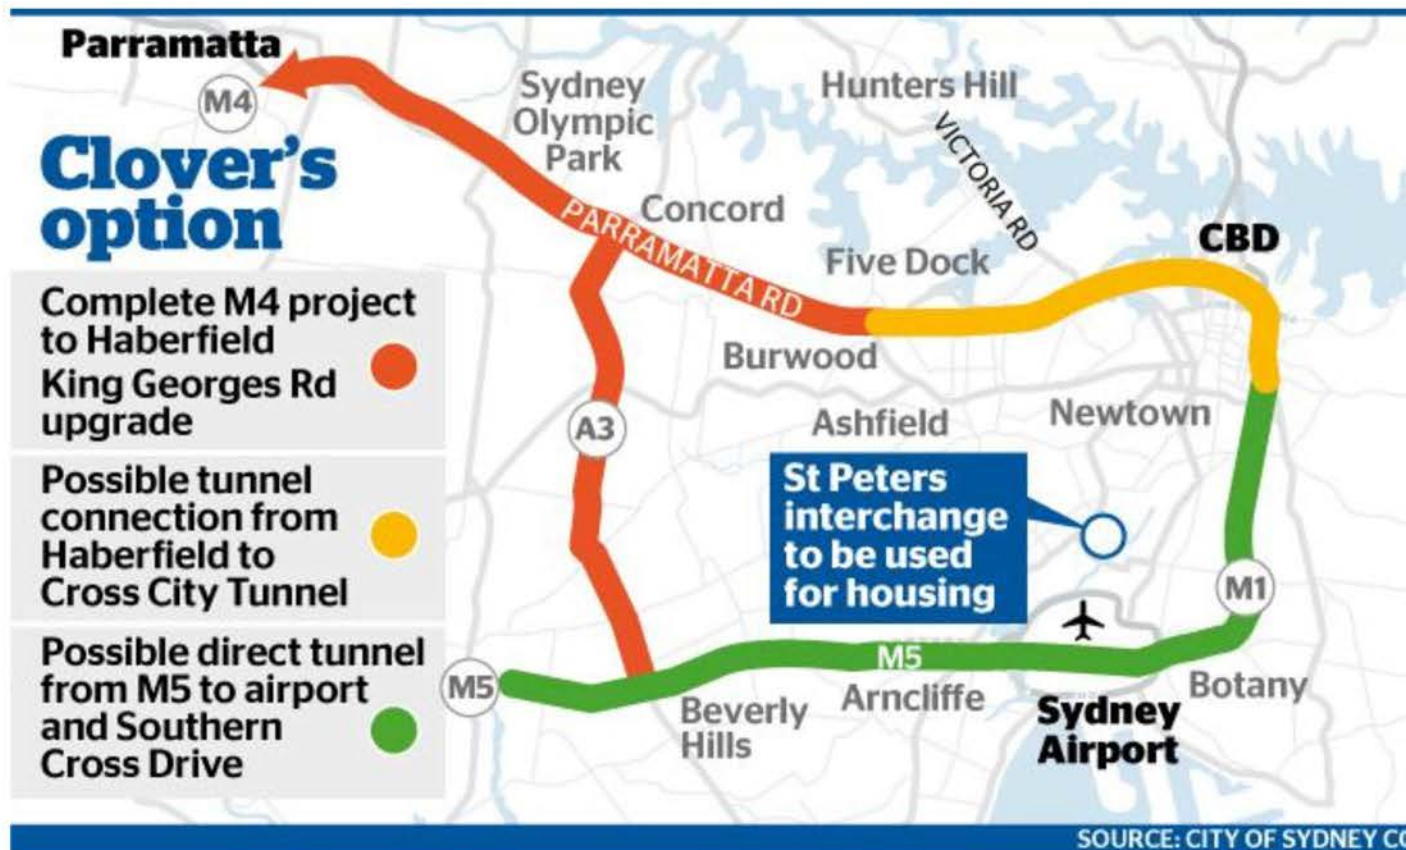 Parramatta
M4
Clover's
option
Complete M4 project
to Haberfield
King Georges Rd
upgrade
Possible tunnel
connection from
Haberfield to
Cross City Tunnel
Possible direct tunnel
from M5 to airport
and Southern
Cross Drive
Sydney
Olympic
Park
Hunters Hill
VICTORIA RD
Concord
PARRAMATTA RD
Five Dock
CBD
Burwood
A3
Ashfield
Newtown
St Peters
interchange
to be used
for housing
M1
M5
M5
Beverly
Hills
Arncliffe
Sydney
Airport
Botany
SOURCE: CITY OF SYDNEY CO